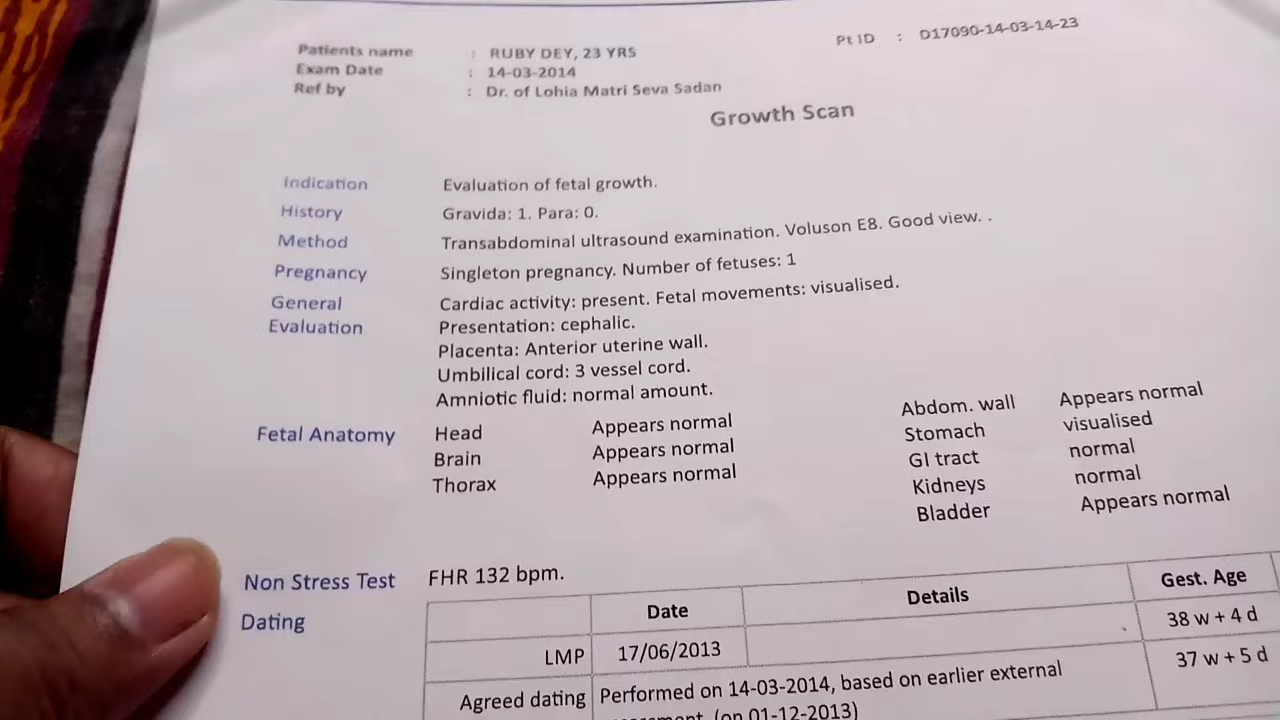 Pt ID : D17090-14-03-14-23
Patients name : RUBY DEY, 23 YRS
Exam Date : 14-03-2014
Ref by : Dr. of Lohia Matri Seva Sadan
Growth Scan
Indication Evaluation of fetal growth.
History Gravida: 1. Para: 0.
Method Transabdominal ultrasound examination. Voluson E8. Good view. .
Pregnancy Singleton pregnancy. Number of fetuses: 1
General Cardiac activity: present. Fetal movements: visualised.
Evaluation Presentation: cephalic.
Placenta: Anterior uterine wall.
Umbilical cord: 3 vessel cord.
Amniotic fluid: normal amount.
Fetal Anatomy Head Appears normal Abdom. wall Appears normal
Brain Appears normal Stomach visualised
Thorax Appears normal GI tract normal
Kidneys normal
Bladder Appears normal
Non Stress Test FHR 132 bpm.
Dating Date Details Gest. Age
LMP 17/06/2013 38 w + 4 d
Agreed dating Performed on 14-03-2014, based on earlier external 37 w + 5 d
(on 01-12-2013)